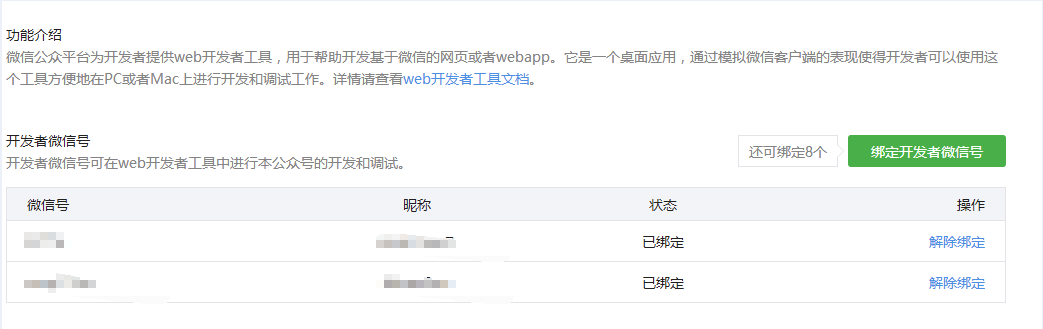 功能介绍
微信公众平台为开发者提供web开发者工具，用于帮助开发基于微信的网页或者webapp。它是一个桌面应用，通过模拟微信客户端的表现使得开发者可以使用这
个工具方便地在PC或者Mac上进行开发和调试工作。详情请查看web开发者工具文档。
开发者微信号
开发者微信号可在web开发者工具中进行本公众号的开发和调试。
还可绑定8个 绑定开发者微信号
微信号 昵称 状态 操作
已绑定 解除绑定
已绑定 解除绑定